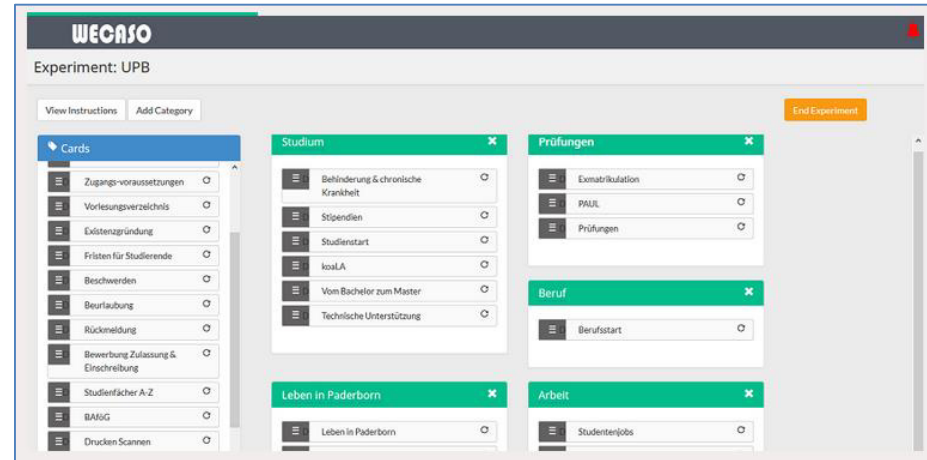 WECASO
Experiment: UPB
View Instructions
Add Category
End Experiment
Cards
Zugangs-voraussetzungen
Vorlesungsverzeichnis
Existenzgründung
Fristen für Studierende
Beschwerden
Beurlaubung
Rückmeldung
Bewerbung Zulassung &
Einschreibung
Studienfächer A-Z
BAföG
Drucken Scannen
Studium
Behinderung & chronische
Krankheit
Stipendien
Studienstart
koaLA
Vom Bachelor zum Master
Technische Unterstützung
Prüfungen
Exmatrikulation
PAUL
Prüfungen
Beruf
Berufsstart
Leben in Paderborn
Leben in Paderborn
Arbeit
Studentenjobs